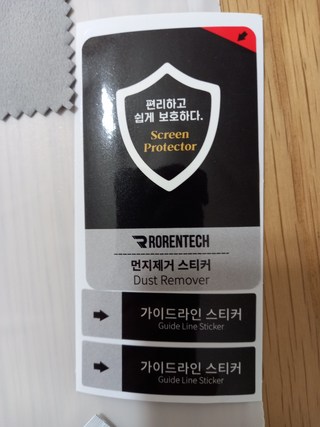 편리하고
쉽게 보호하다.
Screen
Protector
RORENTECH
먼지제거 스티커
Dust Remover
가이드라인 스티커
Guide Line Sticker
가이드라인 스티커
Guide Line Sticker